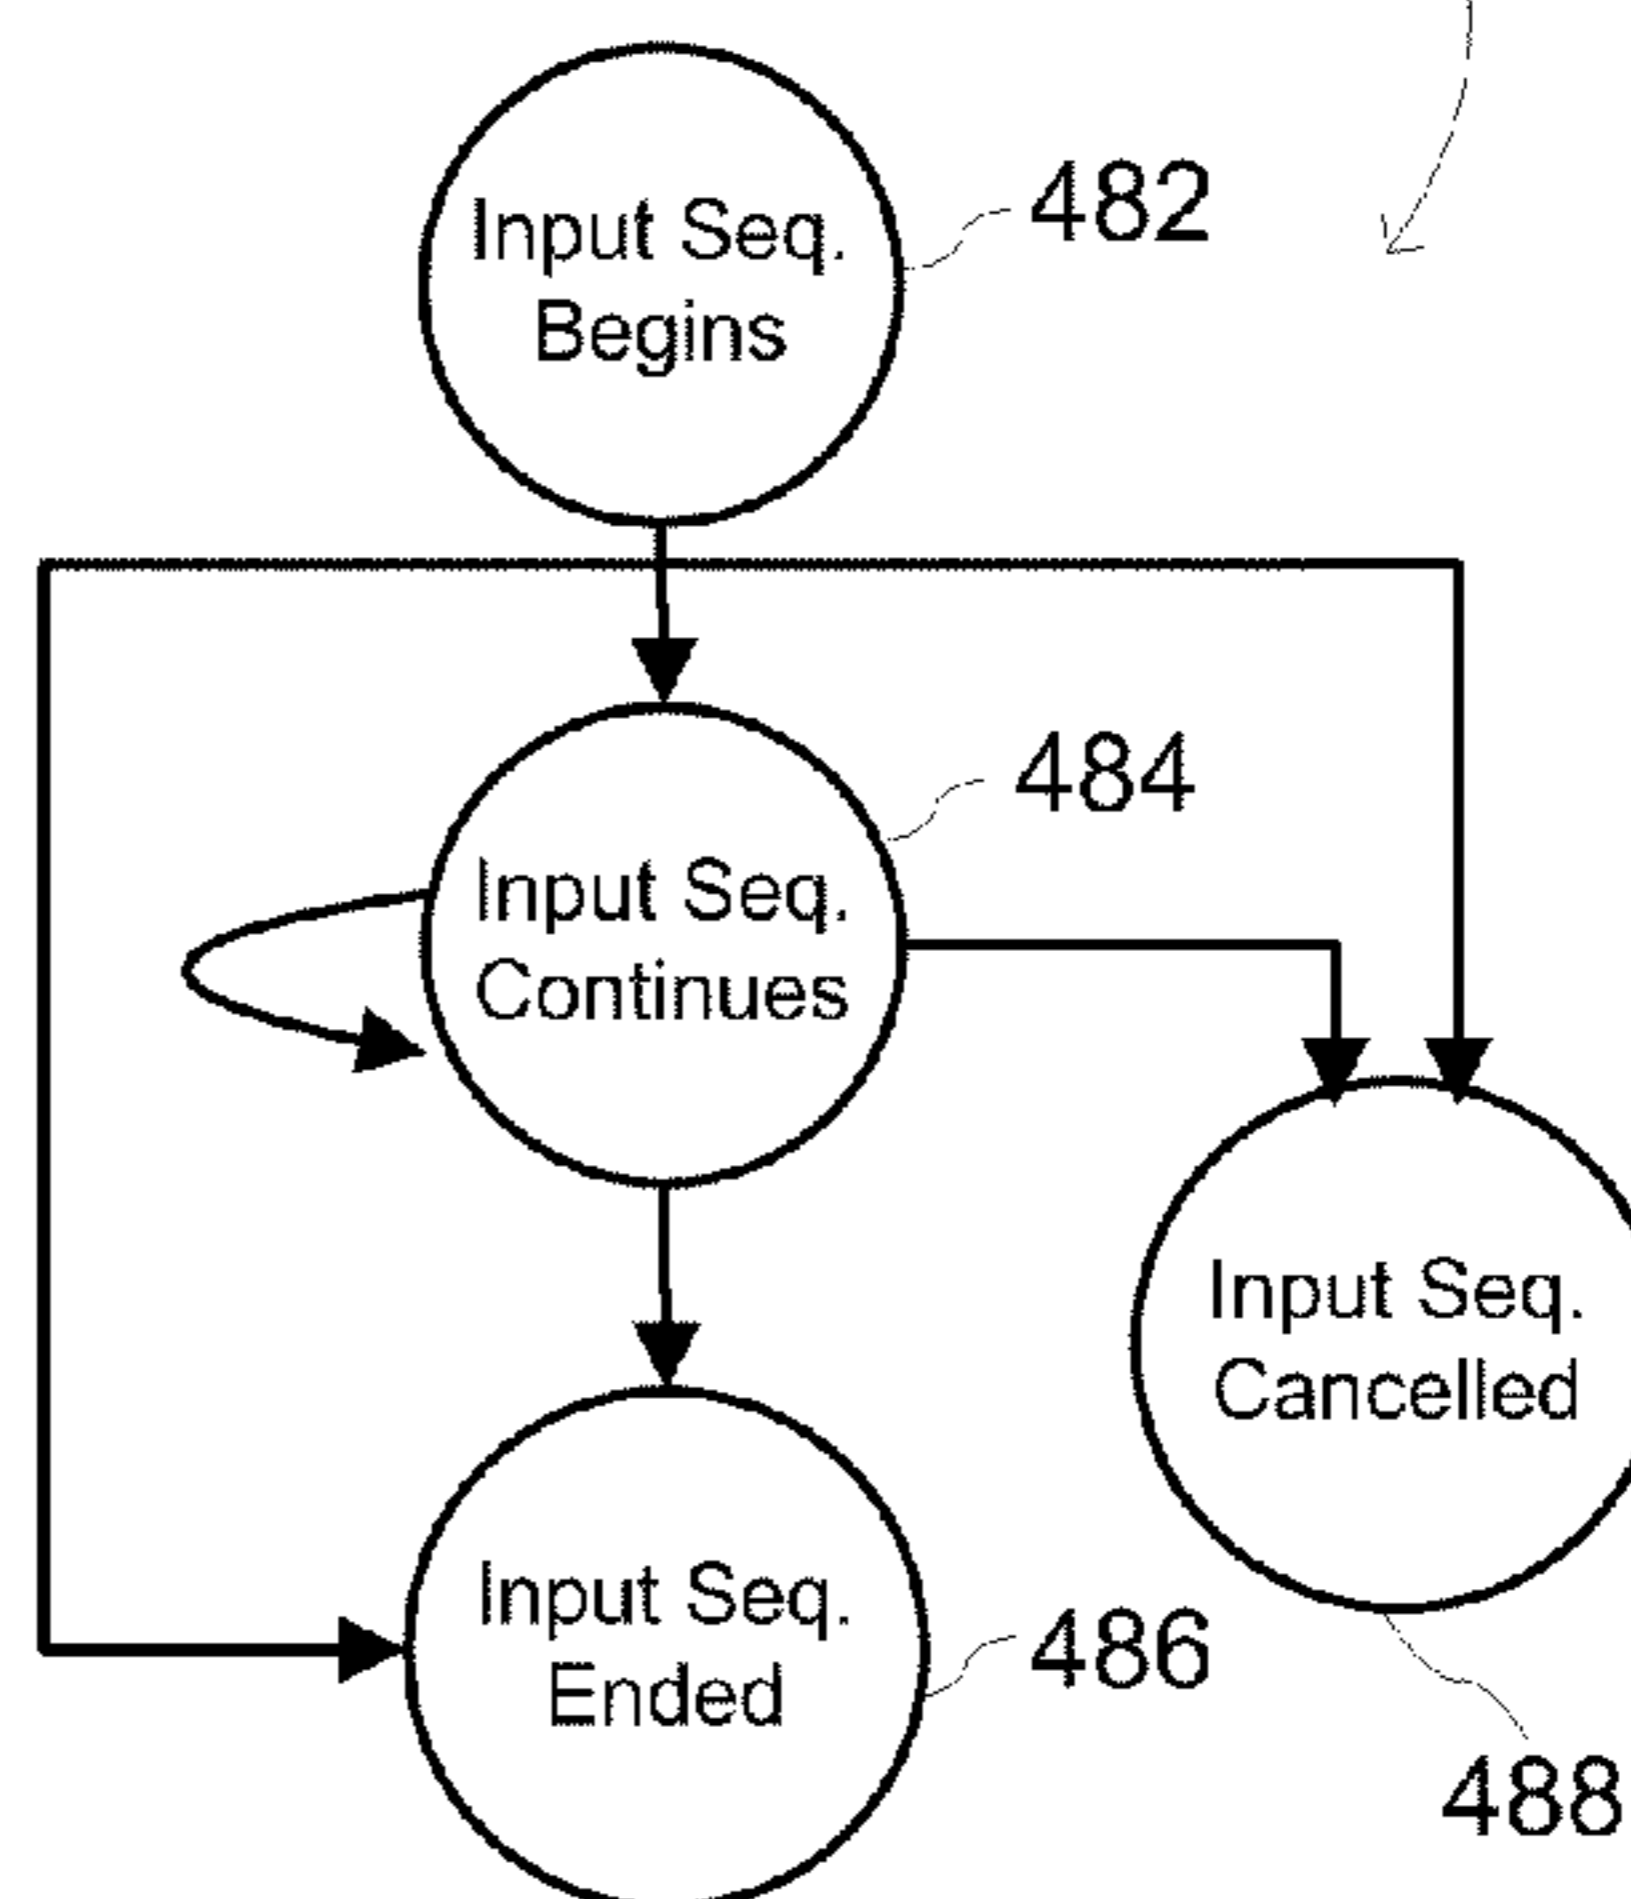 Input Seq.
Begins
482
484
Input Seq.
Continues
Input Seq.
Cancelled
Input Seq.
Ended
486
488